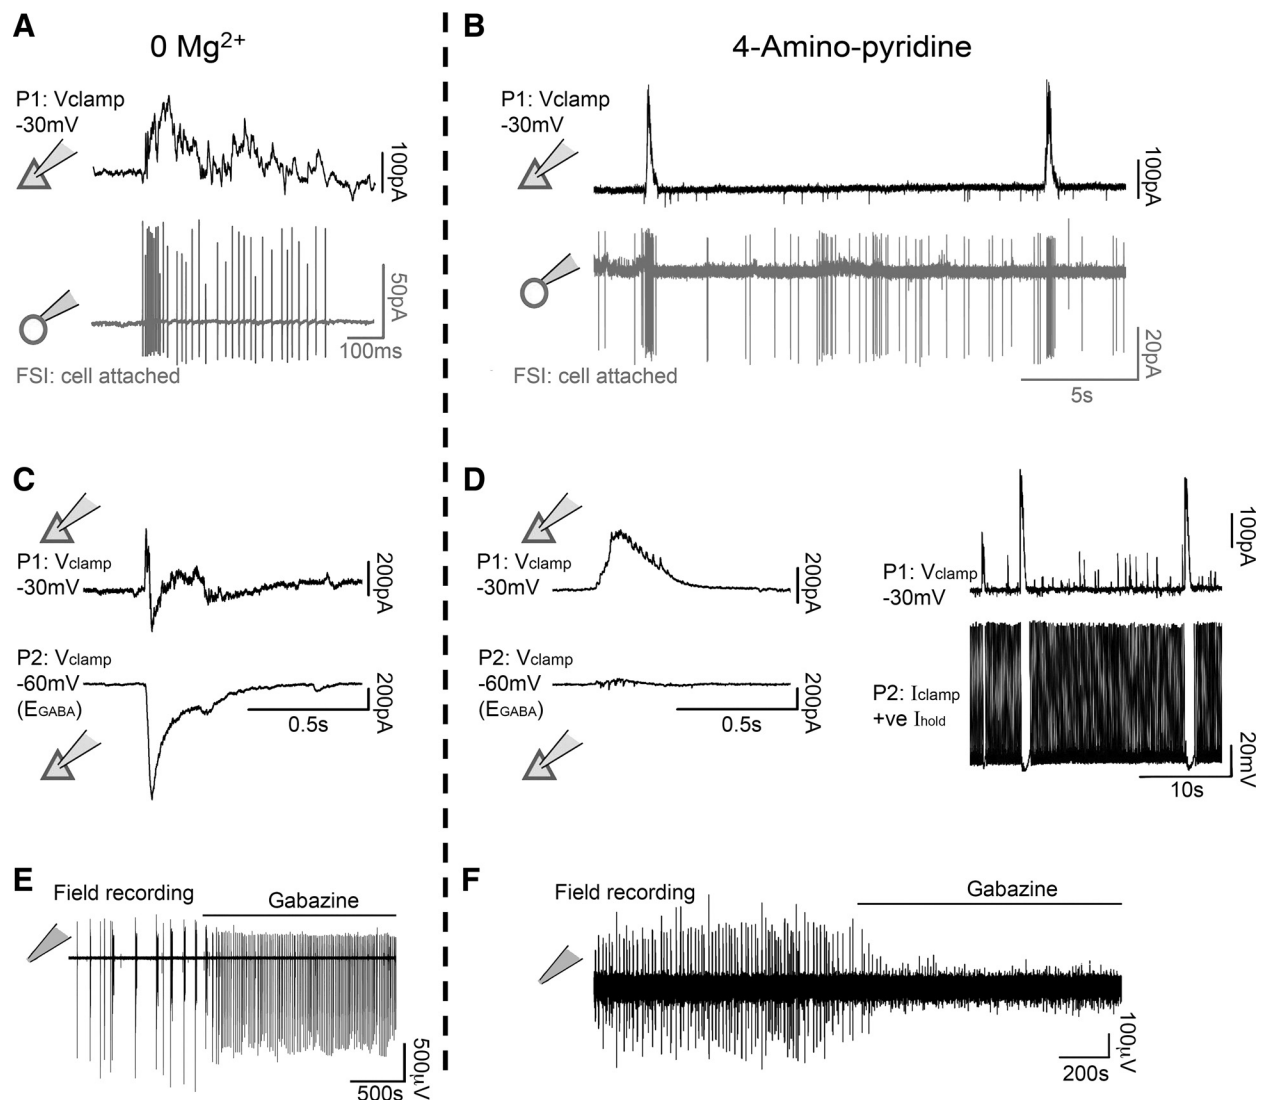 A
0 Mg2+
P1: Vclamp
-30mV
100pA
50pA
100ms
FSI: cell attached
B
4-Amino-pyridine
P1: Vclamp
-30mV
100pA
20pA
5s
FSI: cell attached
C
P1: Vclamp
-30mV
200pA
P2: Vclamp
-60mV
(EGABA)
200pA
0.5s
D
P1: Vclamp
-30mV
200pA
P2: Vclamp
-60mV
(EGABA)
200pA
0.5s
100pA
P1: Vclamp
-30mV
P2: Iclamp
+ve Ihold
20mV
10s
E
Field recording
Gabazine
500µV
500s
F
Field recording
Gabazine
100µV
200s